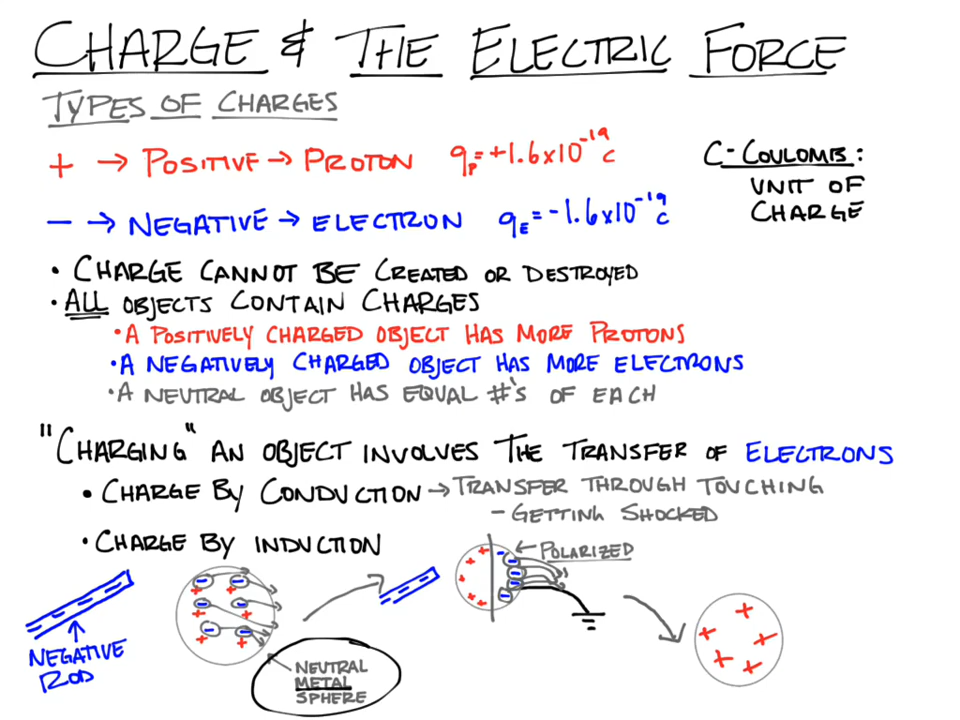 CHARGE & THE ELECTRIC FORCE
TYPES OF CHARGES
+ → POSITIVE → PROTON qP = +1.6x10⁻¹⁹ C
C - COULOMB:
UNIT OF
CHARGE
− → NEGATIVE → ELECTRON qE = -1.6x10⁻¹⁹ C
• CHARGE CANNOT BE CREATED OR DESTROYED
• ALL OBJECTS CONTAIN CHARGES
• A POSITIVELY CHARGED OBJECT HAS MORE PROTONS
• A NEGATIVELY CHARGED OBJECT HAS MORE ELECTRONS
• A NEUTRAL OBJECT HAS EQUAL #'S OF EACH
"CHARGING" AN OBJECT INVOLVES THE TRANSFER OF ELECTRONS
• CHARGE BY CONDUCTION → TRANSFER THROUGH TOUCHING
- GETTING SHOCKED
• CHARGE BY INDUCTION
← POLARIZED
NEGATIVE
ROD
NEUTRAL
METAL
SPHERE